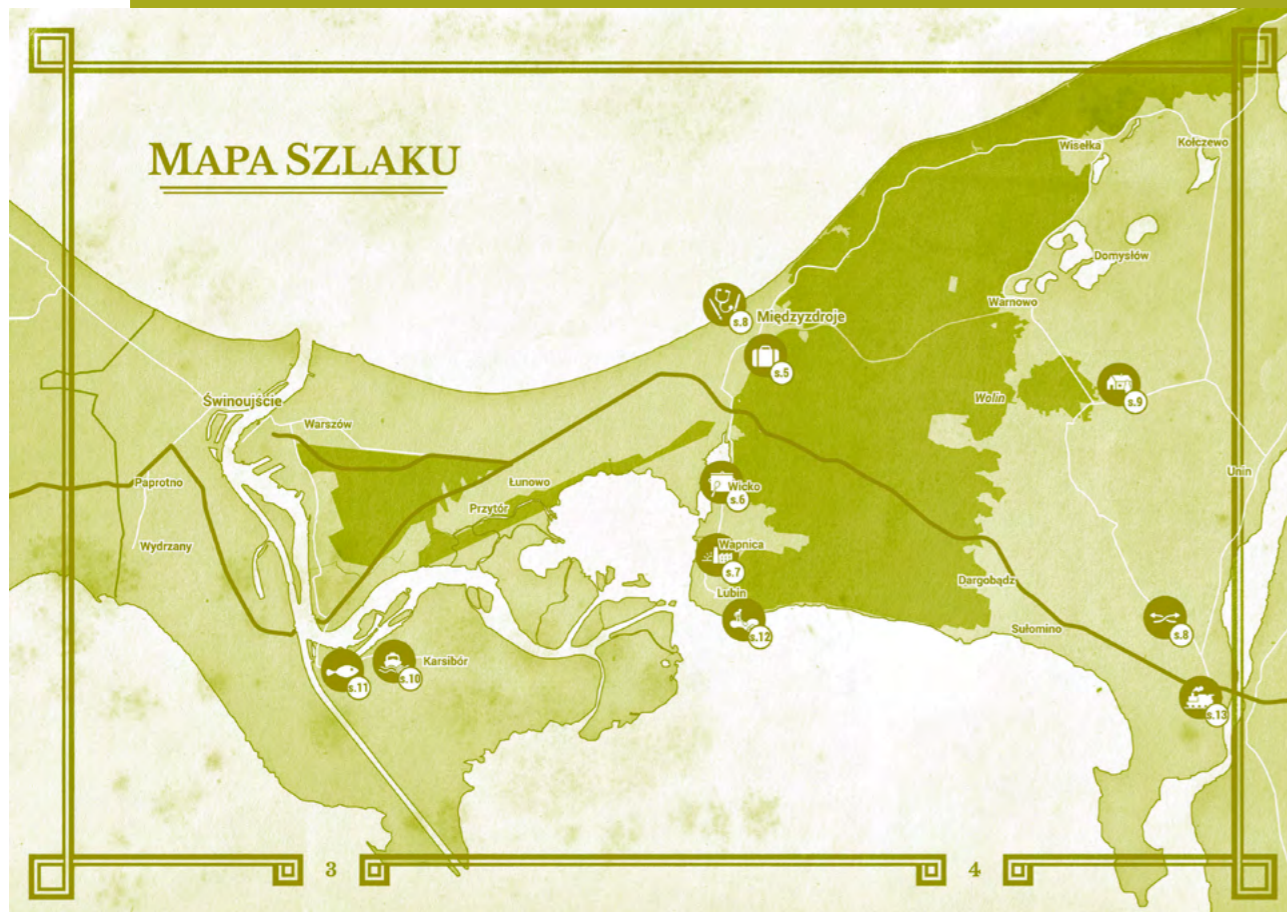 MAPA SZLAKU
Wisełka
Kołczewo
Domysłów
Warnowo
s.8
Międzyzdroje
s.5
Świnoujście
Wolin
s.9
Warszów
Unin
Paprotno
Łunowo
Wicko
s.6
Przytór
Wydrzany
Wapnica
s.7
Dargobądz
Lubin
s.12
Sułomino
s.8
Karsibór
s.11
s.10
s.13
3
4